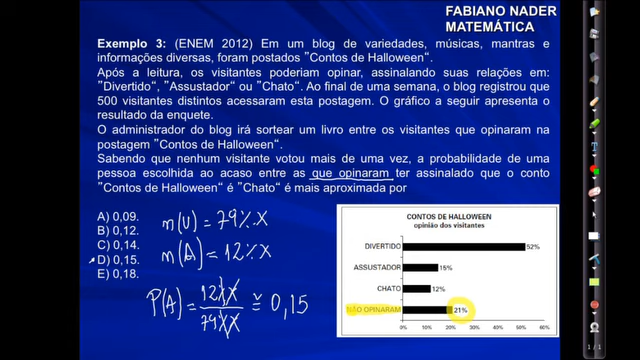 FABIANO NADER
MATEMÁTICA
Exemplo 3: (ENEM 2012) Em um blog de variedades, músicas, mantras e
informações diversas, foram postados "Contos de Halloween".
Após a leitura, os visitantes poderiam opinar, assinalando suas relações em:
"Divertido", "Assustador" ou "Chato". Ao final de uma semana, o blog registrou que
500 visitantes distintos acessaram esta postagem. O gráfico a seguir apresenta o
resultado da enquete.
O administrador do blog irá sortear um livro entre os visitantes que opinaram na
postagem "Contos de Halloween".
Sabendo que nenhum visitante votou mais de uma vez, a probabilidade de uma
pessoa escolhida ao acaso entre as que opinaram ter assinalado que o conto
"Contos de Halloween" é "Chato" é mais aproximada por
A) 0,09.
B) 0,12.
C) 0,14.
D) 0,15.
E) 0,18.
n(U) = 79%.X
n(A) = 12%.X
P(A) = 12%X / 79%X ≅ 0,15
CONTOS DE HALLOWEEN
opinião dos visitantes
DIVERTIDO 52%
ASSUSTADOR 15%
CHATO 12%
NÃO OPINARAM 21%
0% 10% 20% 30% 40% 50% 60%
1 / 1